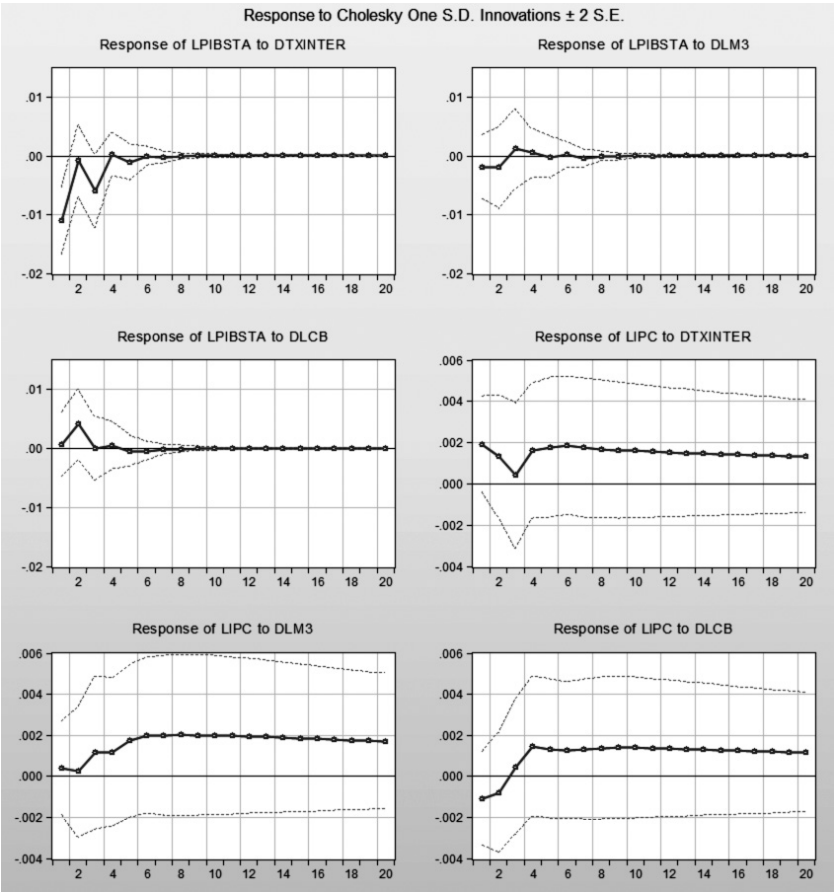 Response to Cholesky One S.D. Innovations ± 2 S.E.
Response of LPIBSTA to DTXINTER
.01
.00
-.01
-.02
2 4 6 8 10 12 14 16 18 20
Response of LPIBSTA to DLM3
.01
.00
-.01
-.02
2 4 6 8 10 12 14 16 18 20
Response of LPIBSTA to DLCB
.01
.00
-.01
-.02
2 4 6 8 10 12 14 16 18 20
Response of LIPC to DTXINTER
.006
.004
.002
.000
-.002
-.004
2 4 6 8 10 12 14 16 18 20
Response of LIPC to DLM3
.006
.004
.002
.000
-.002
-.004
2 4 6 8 10 12 14 16 18 20
Response of LIPC to DLCB
.006
.004
.002
.000
-.002
-.004
2 4 6 8 10 12 14 16 18 20